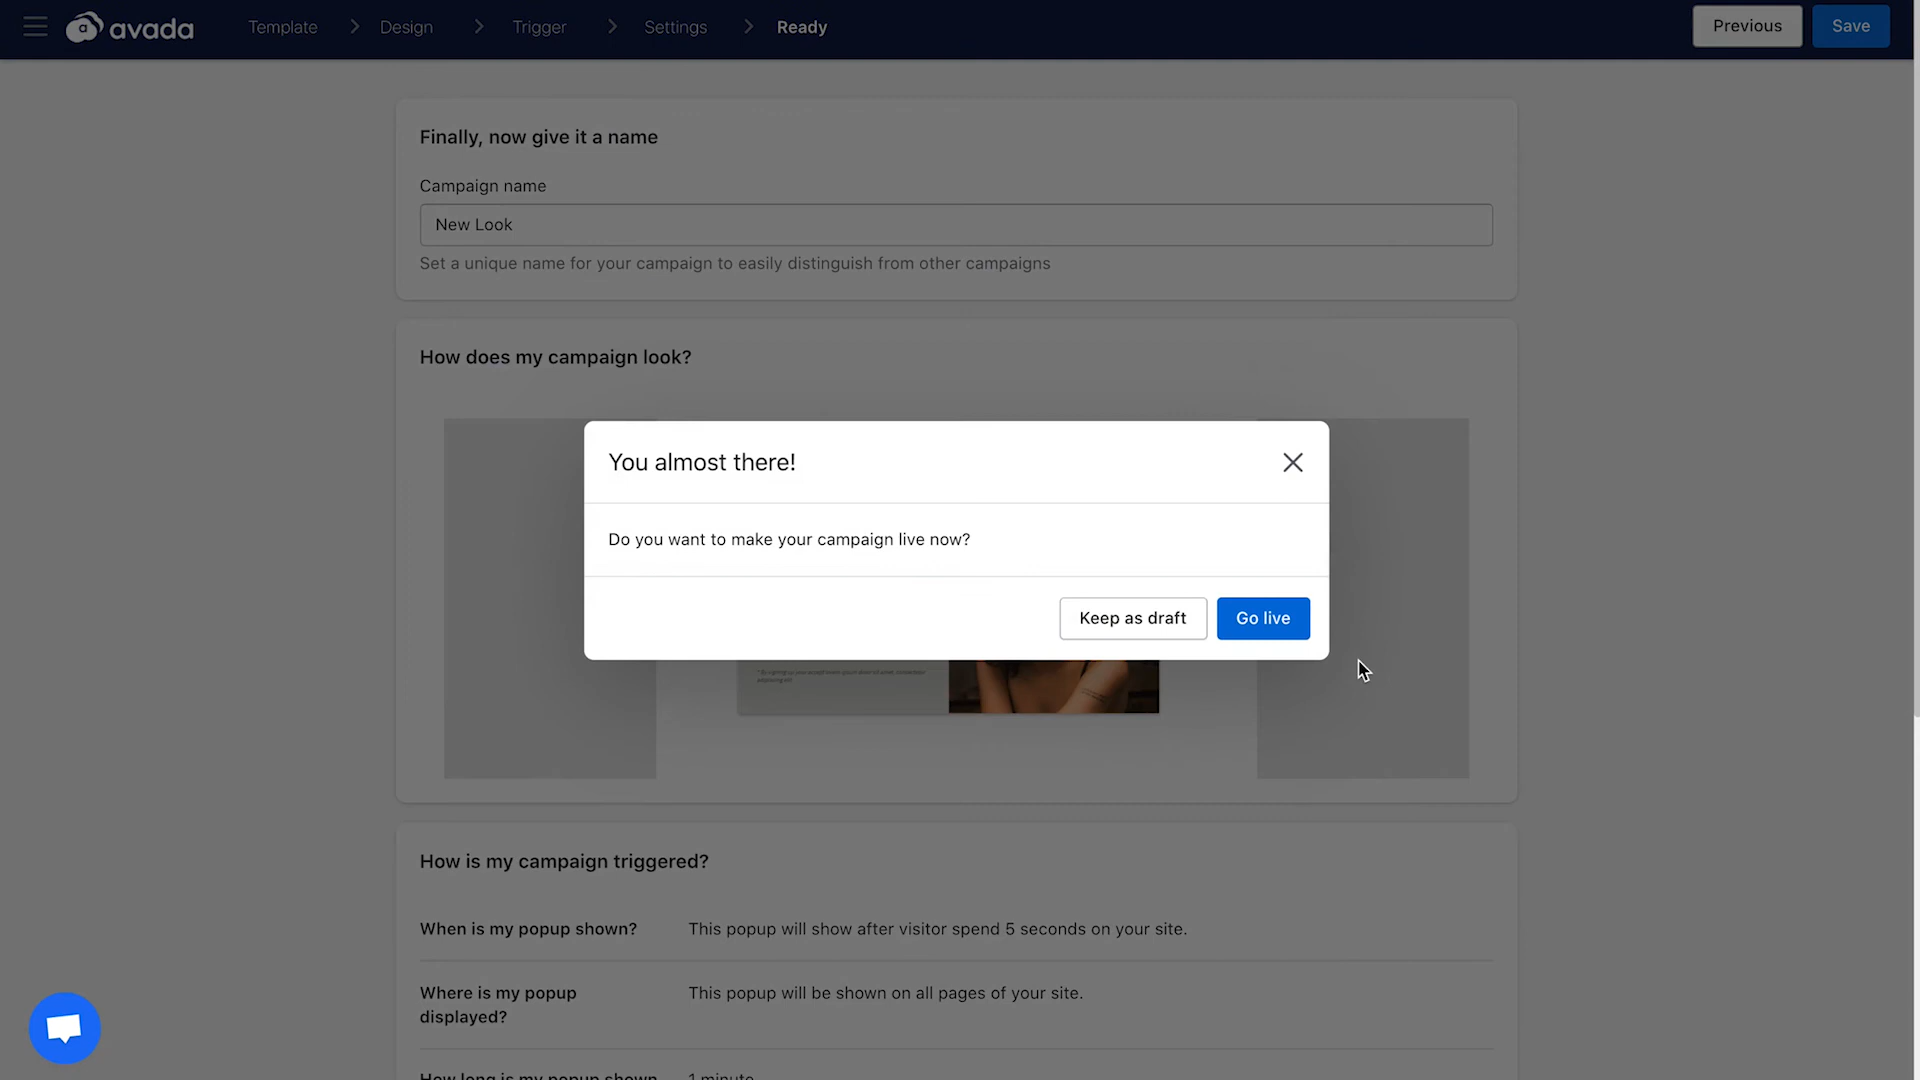 avada
Template
Design
Trigger
Settings
Ready
Previous
Save
Finally, now give it a name
Campaign name
New Look
Set a unique name for your campaign to easily distinguish from other campaigns
How does my campaign look?
You almost there!
Do you want to make your campaign live now?
Keep as draft
Go live
How is my campaign triggered?
When is my popup shown?
This popup will show after visitor spend 5 seconds on your site.
Where is my popup
displayed?
This popup will be shown on all pages of your site.
How long is my popup shown
1 minute